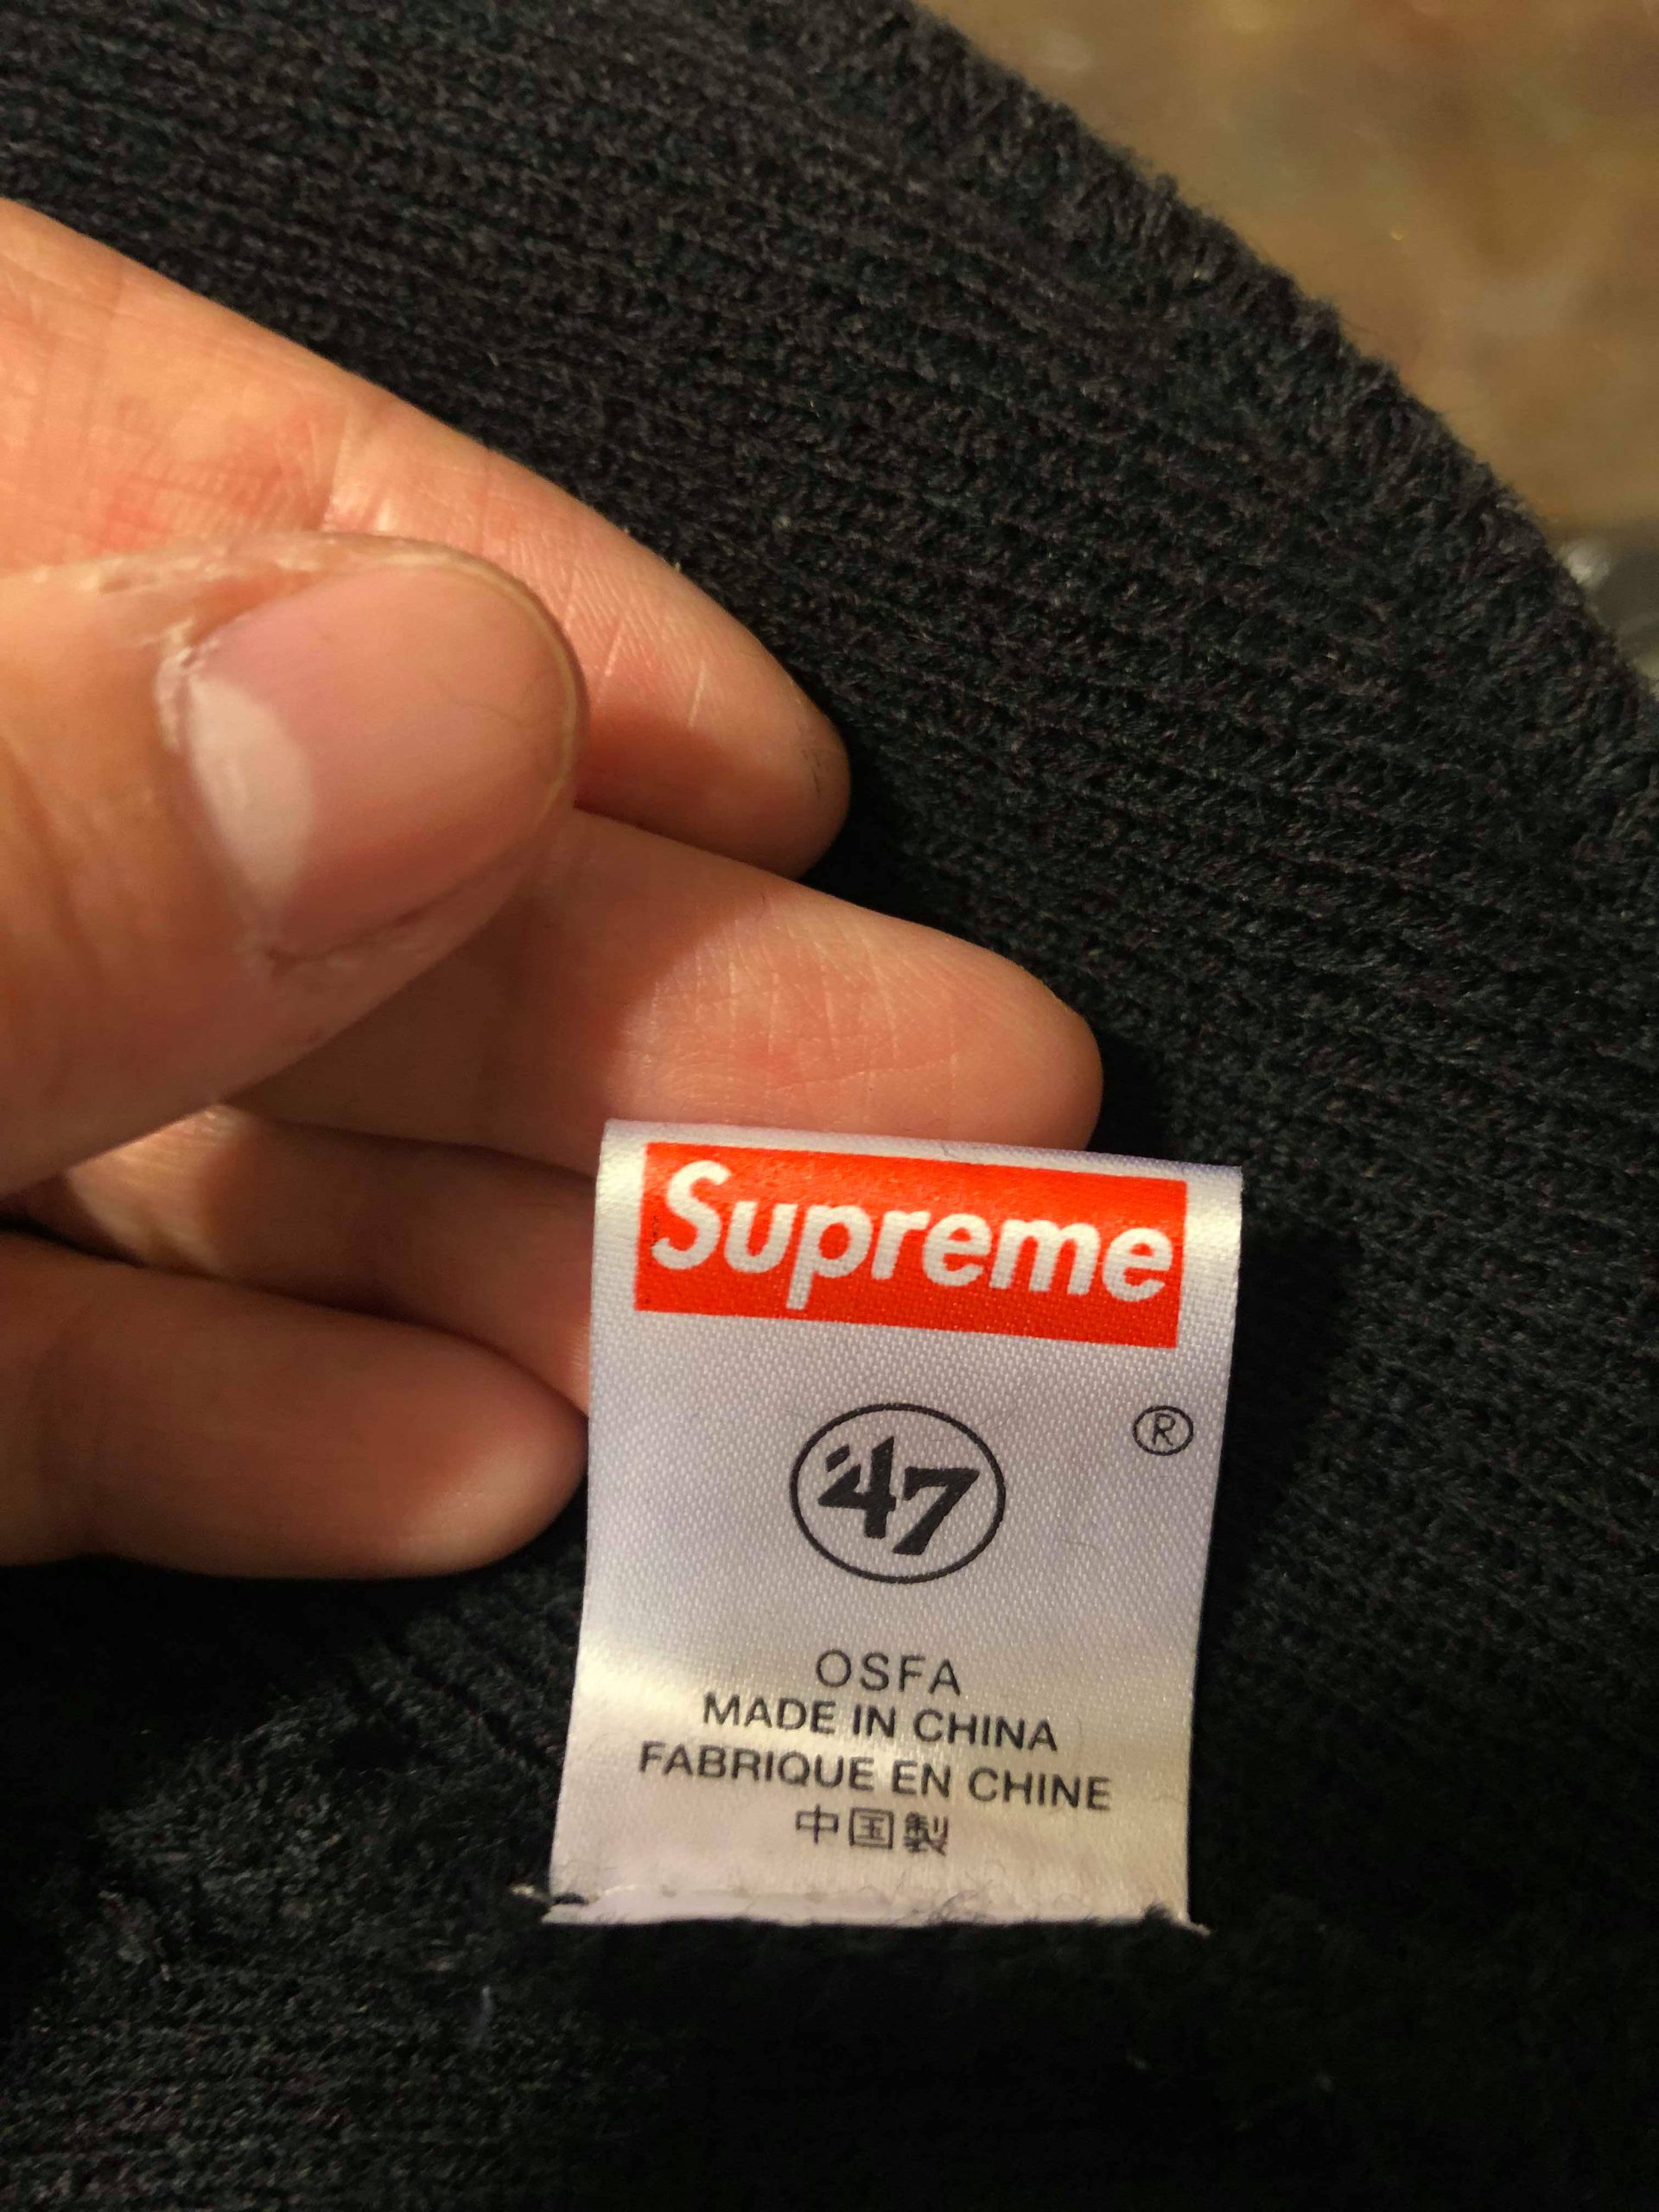 Supreme
'47
®
OSFA
MADE IN CHINA
FABRIQUE EN CHINE
中国製